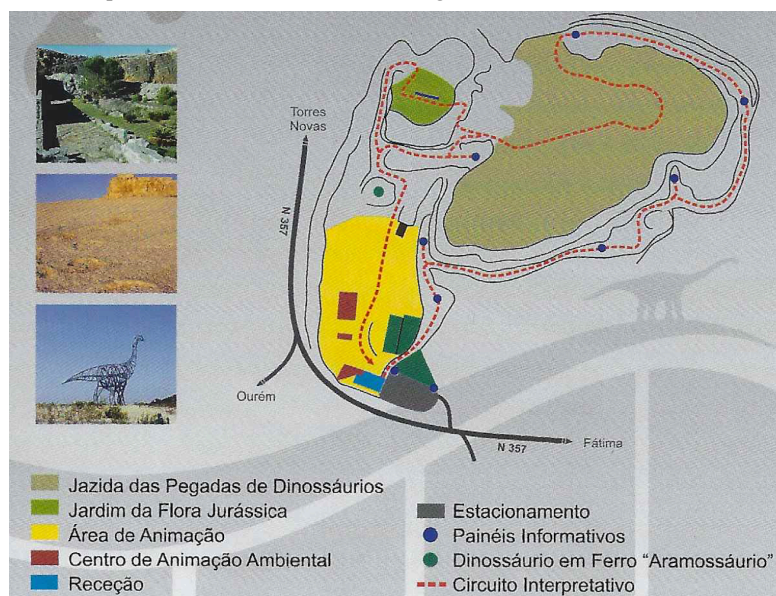 Torres
Novas
N 357
Ourém
N 357
Fátima
Jazida das Pegadas de Dinossáurios
Jardim da Flora Jurássica
Área de Animação
Centro de Animação Ambiental
Receção
Estacionamento
Painéis Informativos
Dinossáurio em Ferro “Aramossáurio”
Circuito Interpretativo